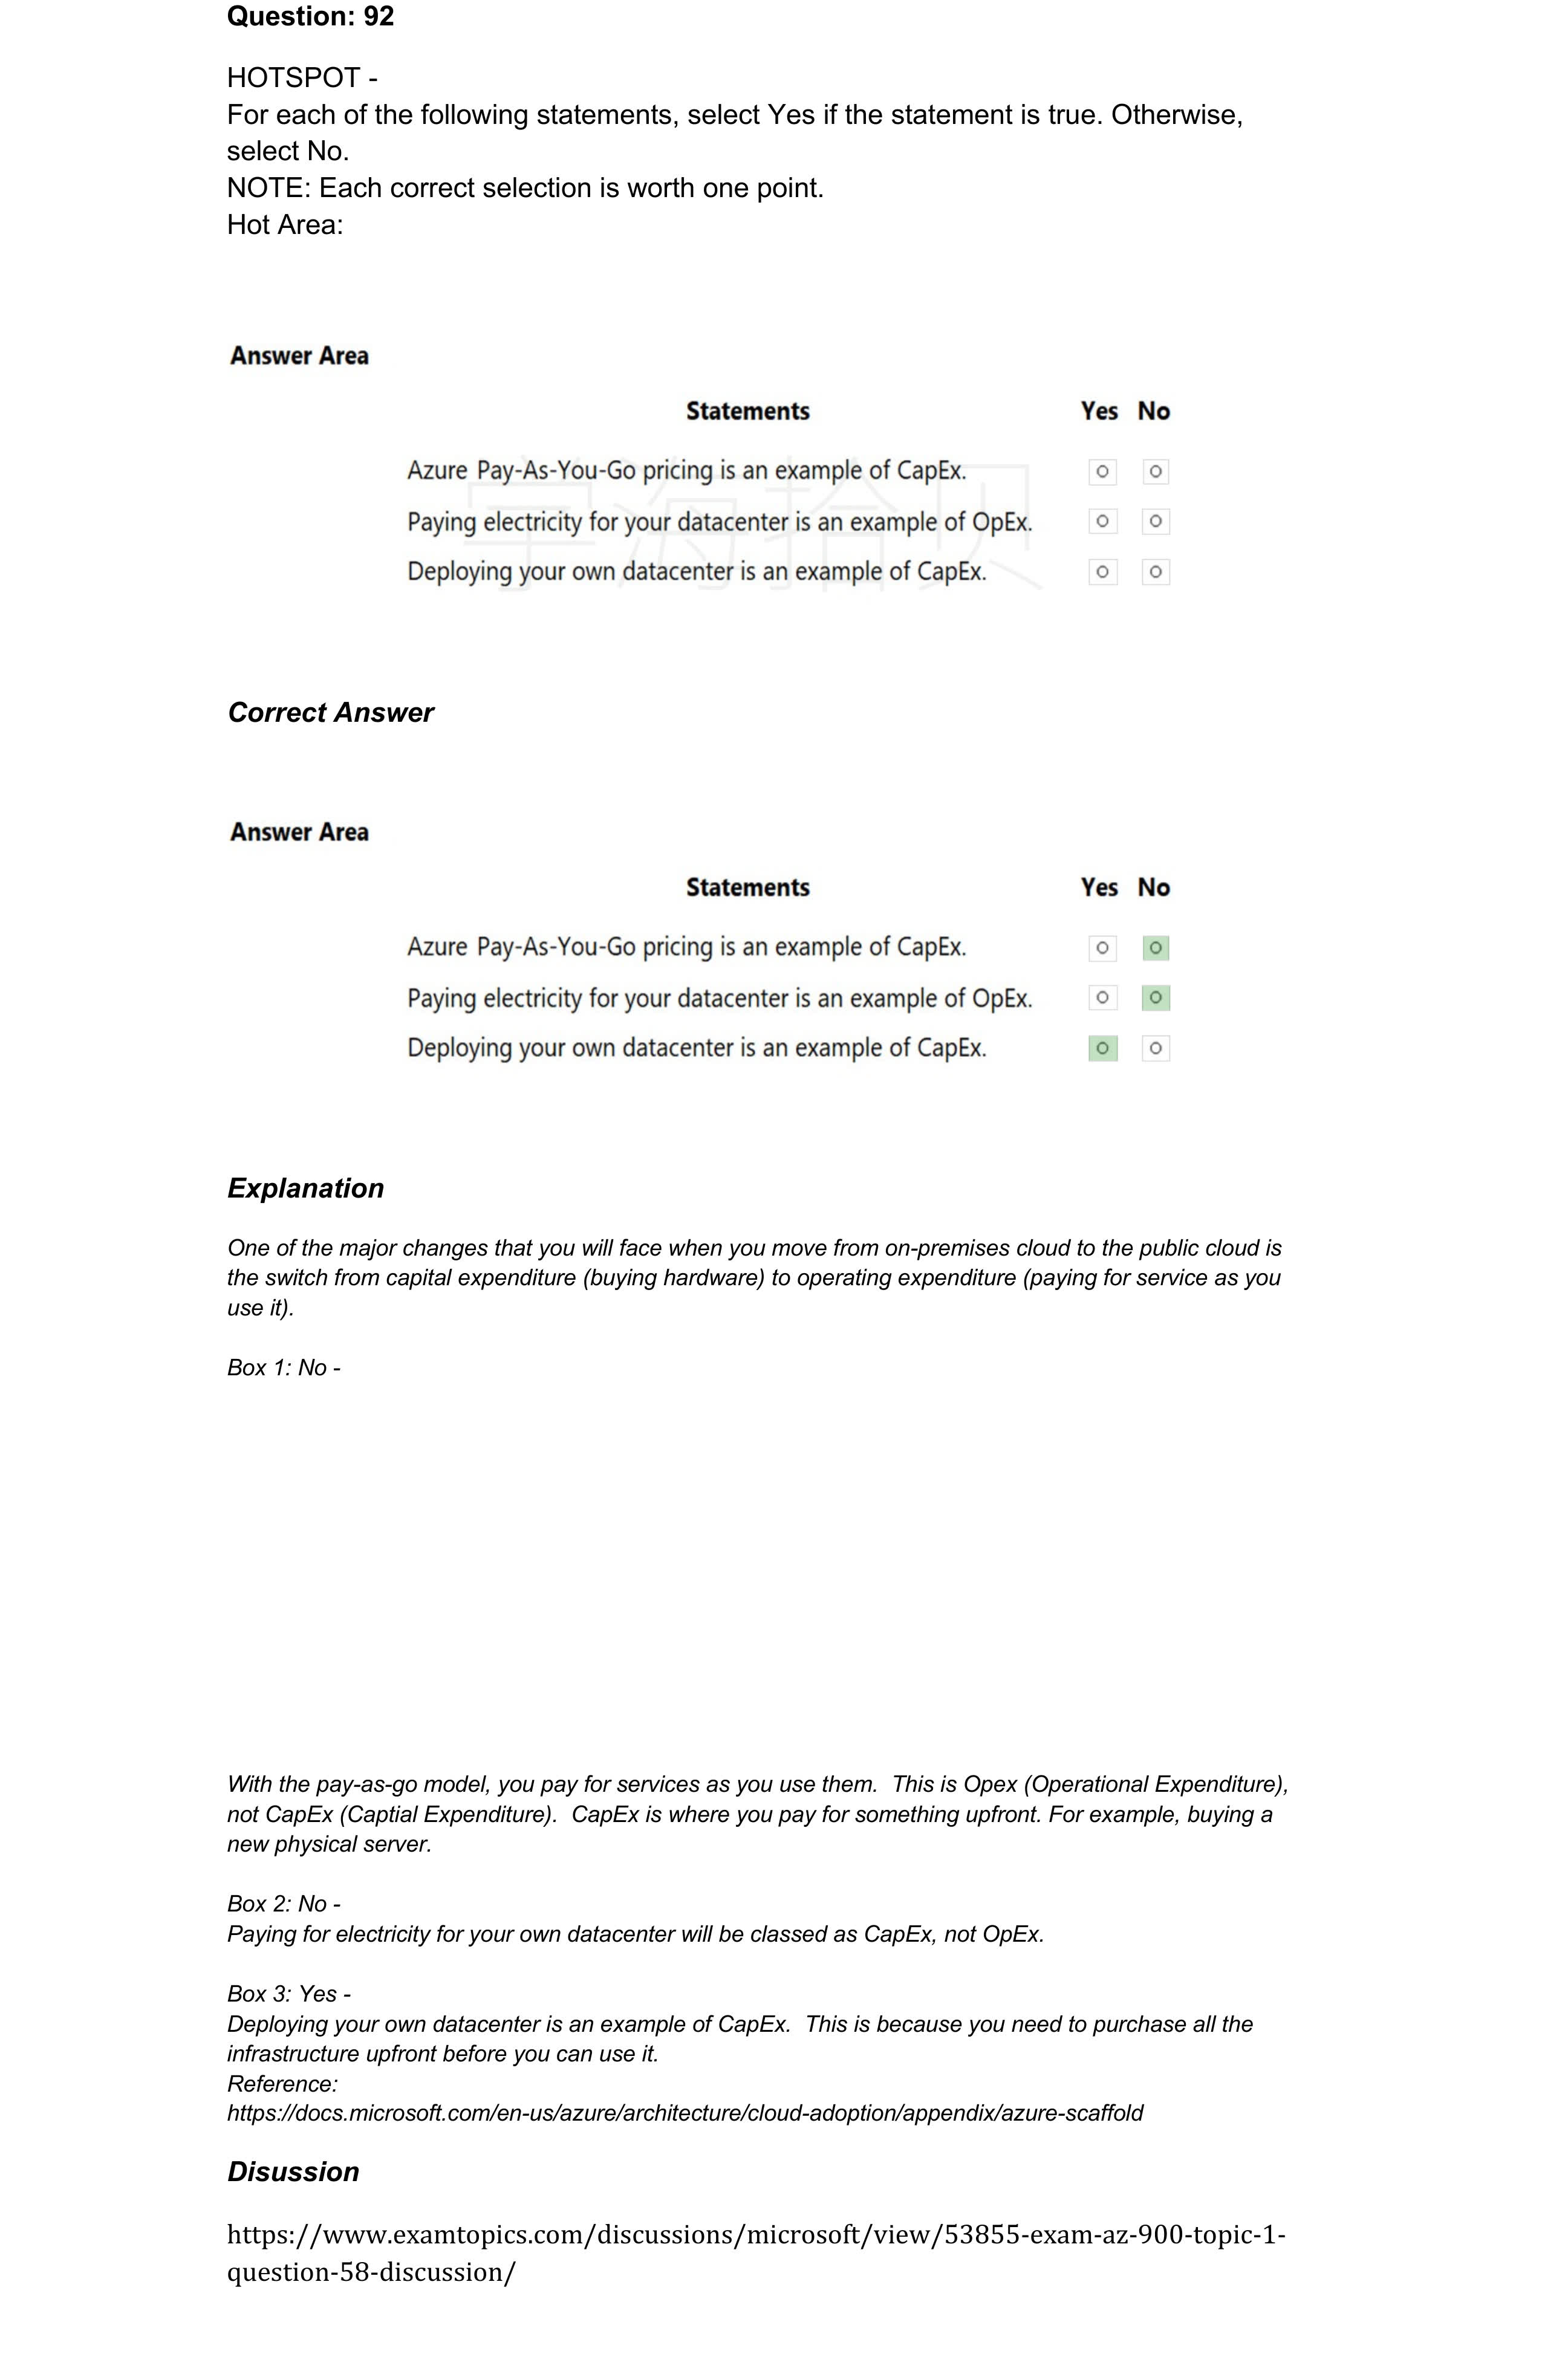 Question: 92
HOTSPOT -
For each of the following statements, select Yes if the statement is true. Otherwise,
select No.
NOTE: Each correct selection is worth one point.
Hot Area:
Answer Area
Statements Yes No
Azure Pay-As-You-Go pricing is an example of CapEx.
Paying electricity for your datacenter is an example of OpEx.
Deploying your own datacenter is an example of CapEx.
学海拾贝
Correct Answer
Answer Area
Statements Yes No
Azure Pay-As-You-Go pricing is an example of CapEx.
Paying electricity for your datacenter is an example of OpEx.
Deploying your own datacenter is an example of CapEx.
Explanation
One of the major changes that you will face when you move from on-premises cloud to the public cloud is
the switch from capital expenditure (buying hardware) to operating expenditure (paying for service as you
use it).
Box 1: No -
With the pay-as-go model, you pay for services as you use them. This is Opex (Operational Expenditure),
not CapEx (Captial Expenditure). CapEx is where you pay for something upfront. For example, buying a
new physical server.
Box 2: No -
Paying for electricity for your own datacenter will be classed as CapEx, not OpEx.
Box 3: Yes -
Deploying your own datacenter is an example of CapEx. This is because you need to purchase all the
infrastructure upfront before you can use it.
Reference:
https://docs.microsoft.com/en-us/azure/architecture/cloud-adoption/appendix/azure-scaffold
Disussion
https://www.examtopics.com/discussions/microsoft/view/53855-exam-az-900-topic-1-
question-58-discussion/